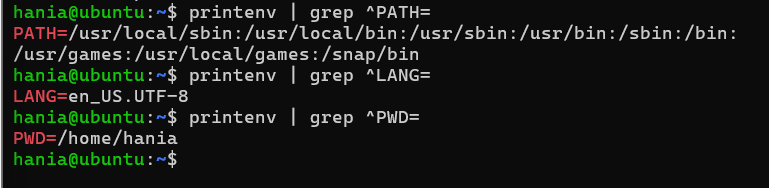 hania@ubuntu:~$ printenv | grep ^PATH=
PATH=/usr/local/sbin:/usr/local/bin:/usr/sbin:/usr/bin:/sbin:/bin:
/usr/games:/usr/local/games:/snap/bin
hania@ubuntu:~$ printenv | grep ^LANG=
LANG=en_US.UTF-8
hania@ubuntu:~$ printenv | grep ^PWD=
PWD=/home/hania
hania@ubuntu:~$